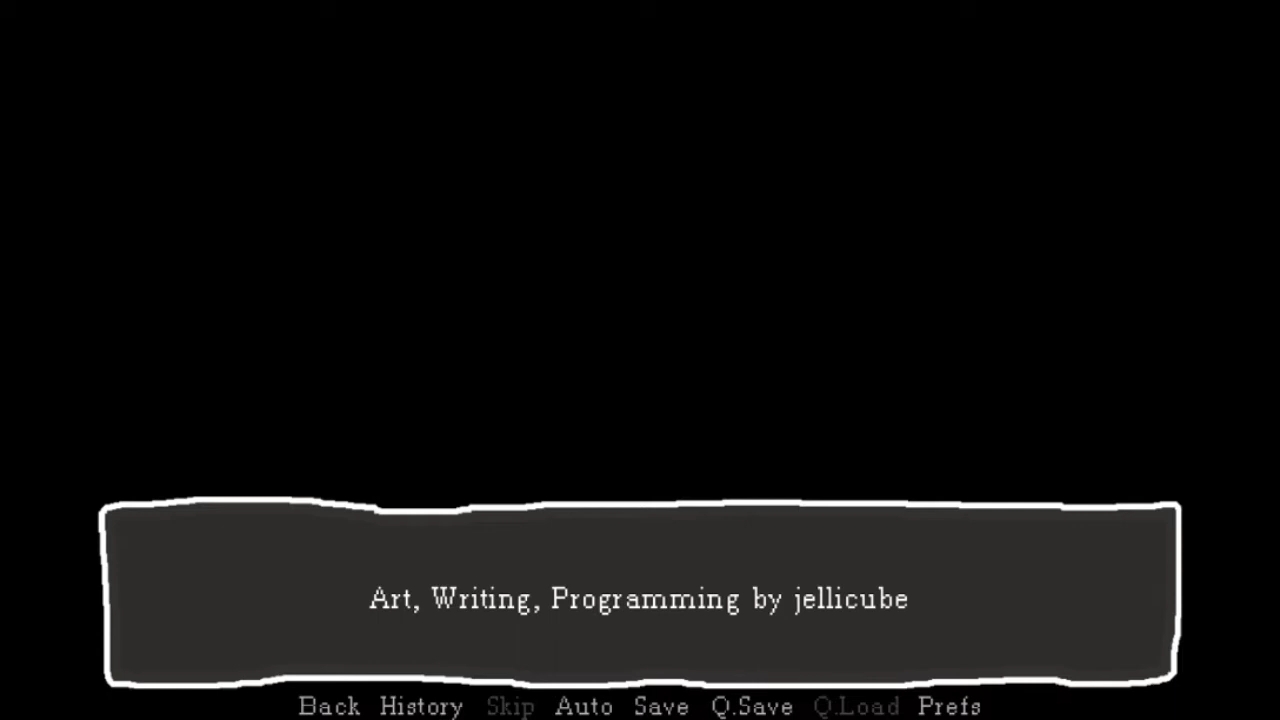 Art, Writing, Programming by jellicube
Back History Skip Auto Save Q.Save Q.Load Prefs